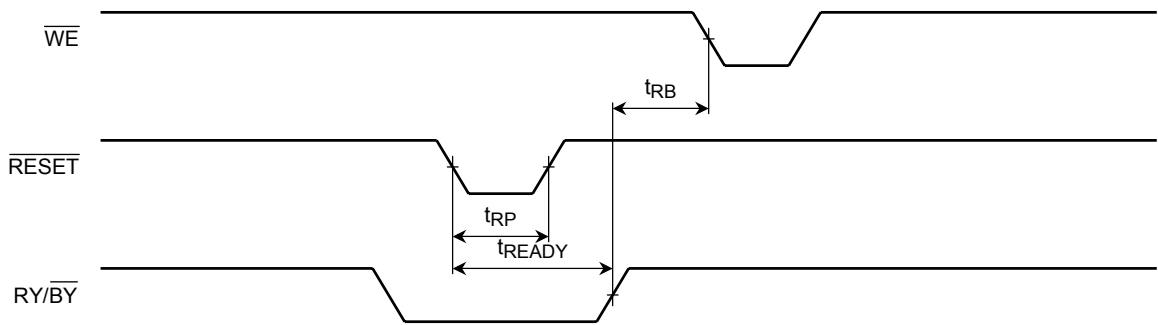 WE
tRB
RESET
tRP
tREADY
RY/BY